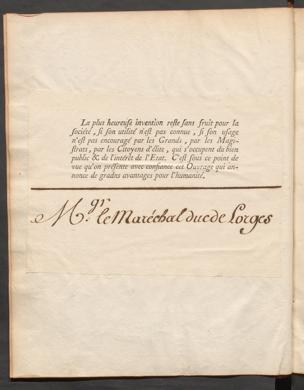 La plus heureuse invention reste sans fruit pour la
société, si son utilité n'est pas connue, si son usage
n'est pas encouragé par les Grands, par les Magi-
strats, par les Citoyens d'élite, qui s'occupent du bien
public & de l'intérêt de l'Etat. C'est sous ce point de
vue qu'on présente avec confiance cet Ouvrage qui an-
nonce de gradns avantages pour l'humanité.
M.gr le Maréchal duc de Lorges